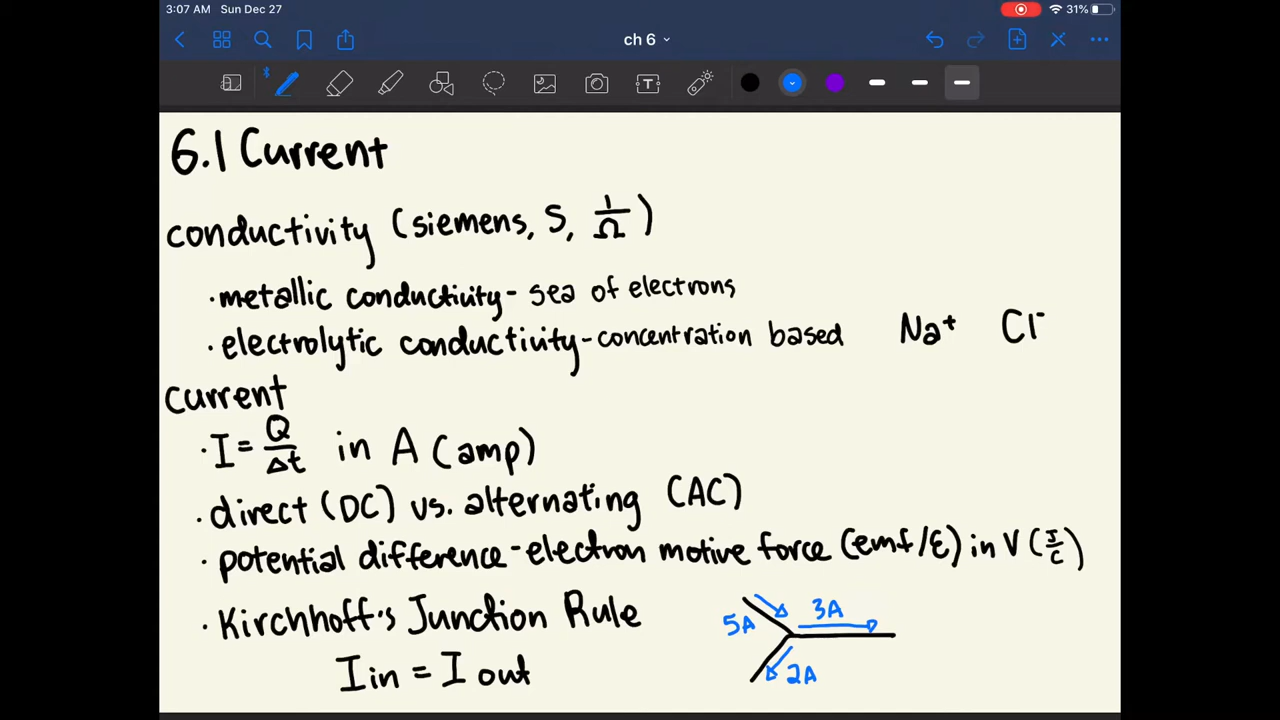 3:07 AM Sun Dec 27 31%
ch 6
T
6.1 Current
conductivity (siemens, S, 1/Ω)
· metallic conductivity - sea of electrons
· electrolytic conductivity - concentration based Na⁺ Cl⁻
current
· I = Q/Δt in A (amp)
· direct (DC) vs. alternating (AC)
· potential difference - electron motive force (emf/ε) in V (J/C)
· Kirchhoff's Junction Rule
5A 3A
I in = I out
2A